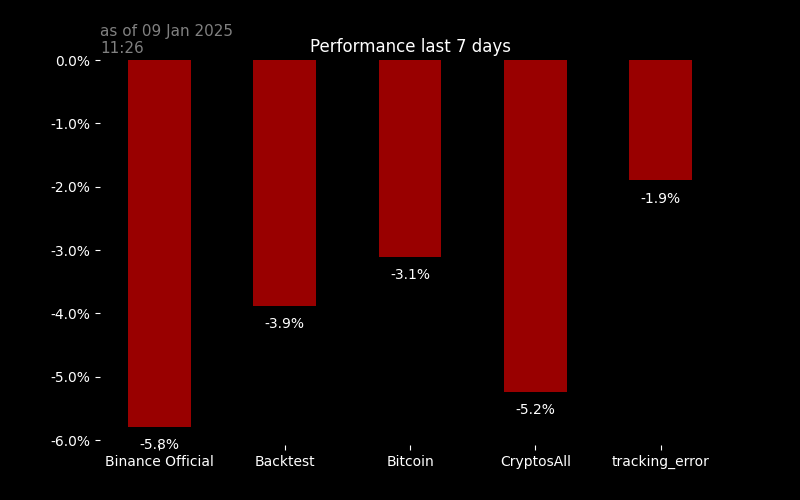 as of 09 Jan 2025
11:26
Performance last 7 days
0.0%
-1.0%
-2.0%
-3.0%
-4.0%
-5.0%
-6.0%
-5.8%
-3.9%
-3.1%
-5.2%
-1.9%
Binance Official
Backtest
Bitcoin
CryptosAll
tracking_error